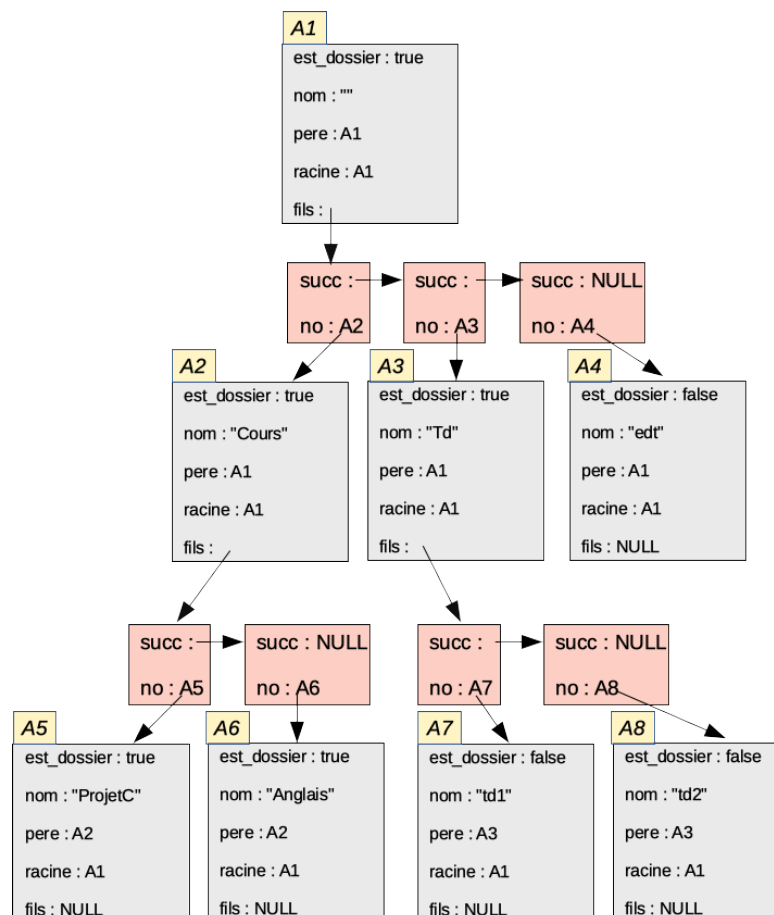 A1
est_dossier : true
nom : ""
pere : A1
racine : A1
fils :
succ :
no : A2
succ :
no : A3
succ : NULL
no : A4
A2
est_dossier : true
nom : "Cours"
pere : A1
racine : A1
fils :
A3
est_dossier : true
nom : "Td"
pere : A1
racine : A1
fils :
A4
est_dossier : false
nom : "edt"
pere : A1
racine : A1
fils : NULL
succ :
no : A5
succ : NULL
no : A6
succ :
no : A7
succ : NULL
no : A8
A5
est_dossier : true
nom : "ProjetC"
pere : A2
racine : A1
fils : NULL
A6
est_dossier : true
nom : "Anglais"
pere : A2
racine : A1
fils : NULL
A7
est_dossier : false
nom : "td1"
pere : A3
racine : A1
fils : NULL
A8
est_dossier : false
nom : "td2"
pere : A3
racine : A1
fils : NULL